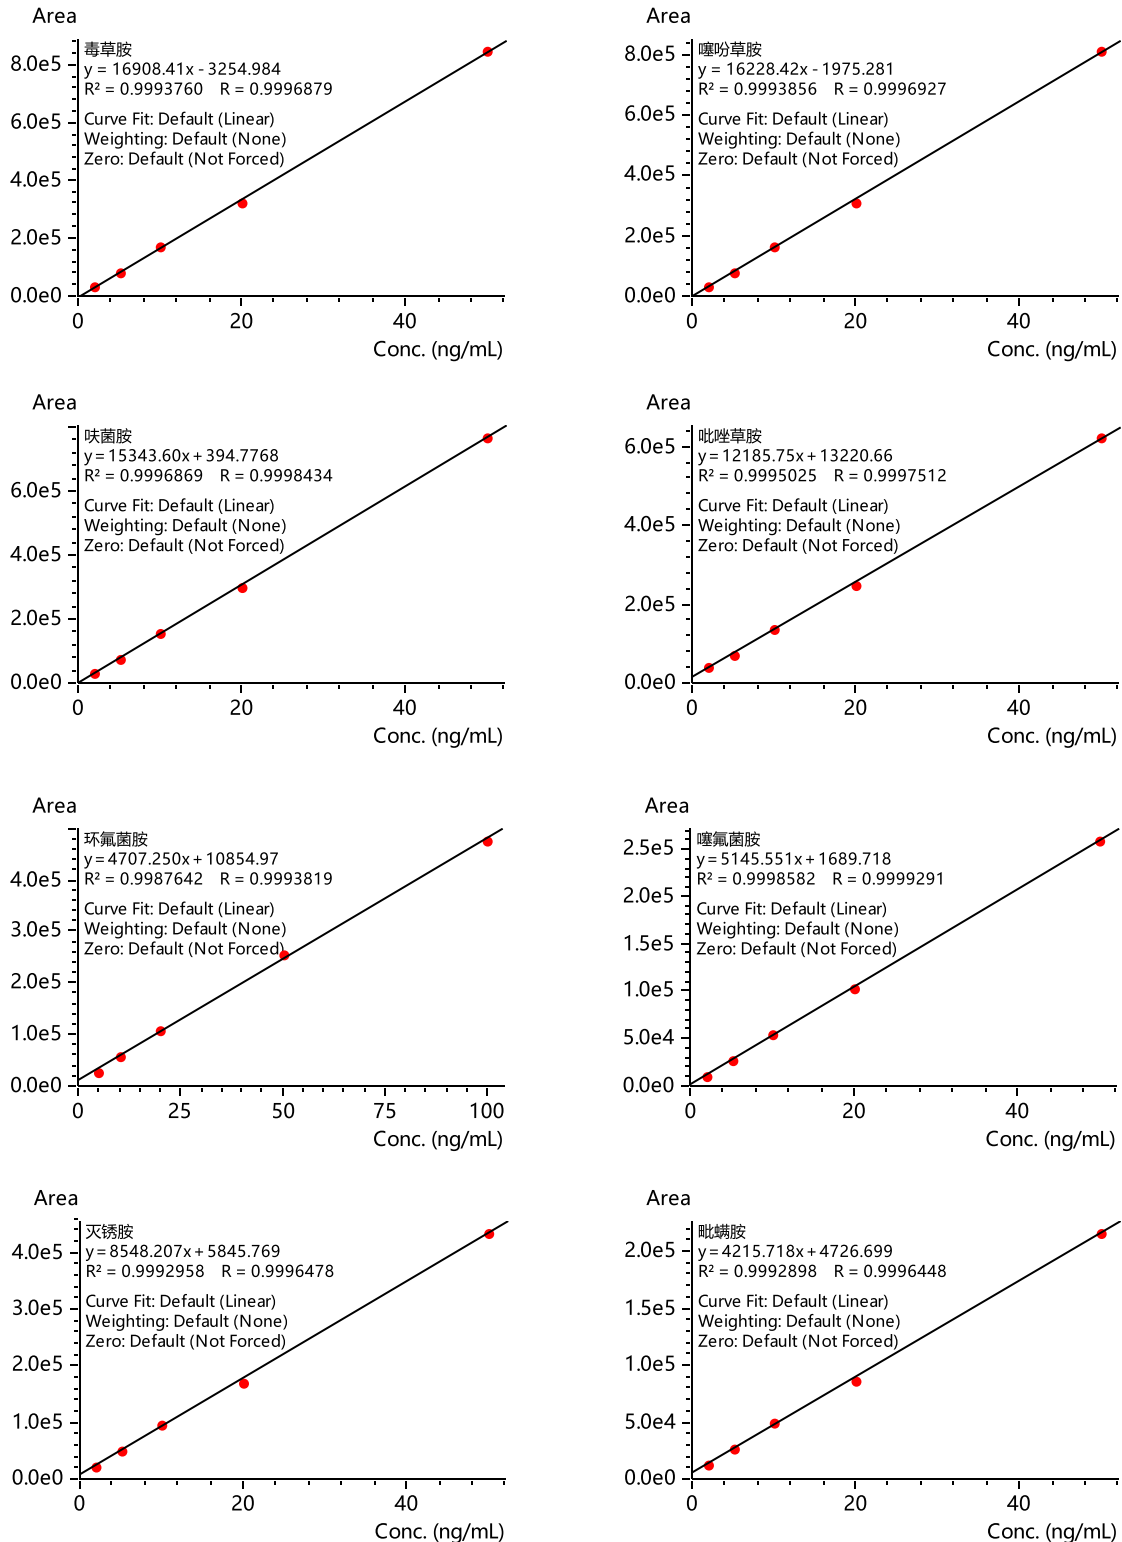 Area
毒草胺
y = 16908.41x - 3254.984
R² = 0.9993760 R = 0.9996879
Curve Fit: Default (Linear)
Weighting: Default (None)
Zero: Default (Not Forced)
8.0e5
6.0e5
4.0e5
2.0e5
0.0e0
0 20 40
Conc. (ng/mL)
Area
噻吩草胺
y = 16228.42x - 1975.281
R² = 0.9993856 R = 0.9996927
Curve Fit: Default (Linear)
Weighting: Default (None)
Zero: Default (Not Forced)
8.0e5
6.0e5
4.0e5
2.0e5
0.0e0
0 20 40
Conc. (ng/mL)
Area
呋菌胺
y = 15343.60x + 394.7768
R² = 0.9996869 R = 0.9998434
Curve Fit: Default (Linear)
Weighting: Default (None)
Zero: Default (Not Forced)
6.0e5
4.0e5
2.0e5
0.0e0
0 20 40
Conc. (ng/mL)
Area
吡唑草胺
y = 12185.75x + 13220.66
R² = 0.9995025 R = 0.9997512
Curve Fit: Default (Linear)
Weighting: Default (None)
Zero: Default (Not Forced)
6.0e5
4.0e5
2.0e5
0.0e0
0 20 40
Conc. (ng/mL)
Area
环氟菌胺
y = 4707.250x + 10854.97
R² = 0.9987642 R = 0.9993819
Curve Fit: Default (Linear)
Weighting: Default (None)
Zero: Default (Not Forced)
4.0e5
3.0e5
2.0e5
1.0e5
0.0e0
0 25 50 75 100
Conc. (ng/mL)
Area
噻氟菌胺
y = 5145.551x + 1689.718
R² = 0.9998582 R = 0.9999291
Curve Fit: Default (Linear)
Weighting: Default (None)
Zero: Default (Not Forced)
2.5e5
2.0e5
1.5e5
1.0e5
5.0e4
0.0e0
0 20 40
Conc. (ng/mL)
Area
灭锈胺
y = 8548.207x + 5845.769
R² = 0.9992958 R = 0.9996478
Curve Fit: Default (Linear)
Weighting: Default (None)
Zero: Default (Not Forced)
4.0e5
3.0e5
2.0e5
1.0e5
0.0e0
0 20 40
Conc. (ng/mL)
Area
吡螨胺
y = 4215.718x + 4726.699
R² = 0.9992898 R = 0.9996448
Curve Fit: Default (Linear)
Weighting: Default (None)
Zero: Default (Not Forced)
2.0e5
1.5e5
1.0e5
5.0e4
0.0e0
0 20 40
Conc. (ng/mL)